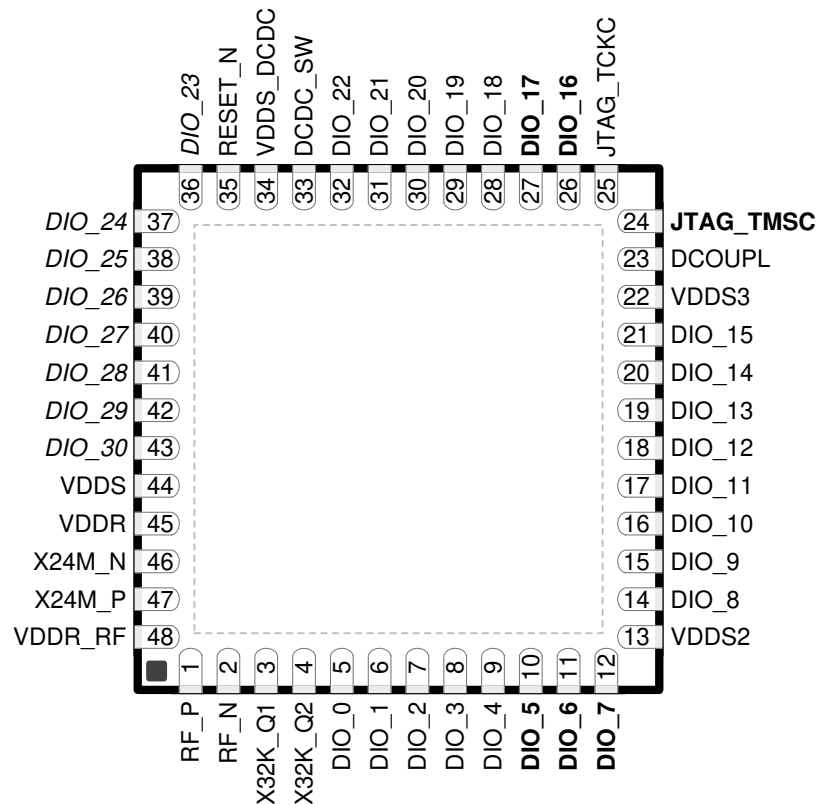 DIO_23
RESET_N
VDDS_DCDC
DCDC_SW
DIO_22
DIO_21
DIO_20
DIO_19
DIO_18
DIO_17
DIO_16
JTAG_TCKC
36
35
34
33
32
31
30
29
28
27
26
25
DIO_24 37
DIO_25 38
DIO_26 39
DIO_27 40
DIO_28 41
DIO_29 42
DIO_30 43
VDDS 44
VDDR 45
X24M_N 46
X24M_P 47
VDDR_RF 48
24 JTAG_TMSC
23 DCOUPL
22 VDDS3
21 DIO_15
20 DIO_14
19 DIO_13
18 DIO_12
17 DIO_11
16 DIO_10
15 DIO_9
14 DIO_8
13 VDDS2
1
2
3
4
5
6
7
8
9
10
11
12
RF_P
RF_N
X32K_Q1
X32K_Q2
DIO_0
DIO_1
DIO_2
DIO_3
DIO_4
DIO_5
DIO_6
DIO_7